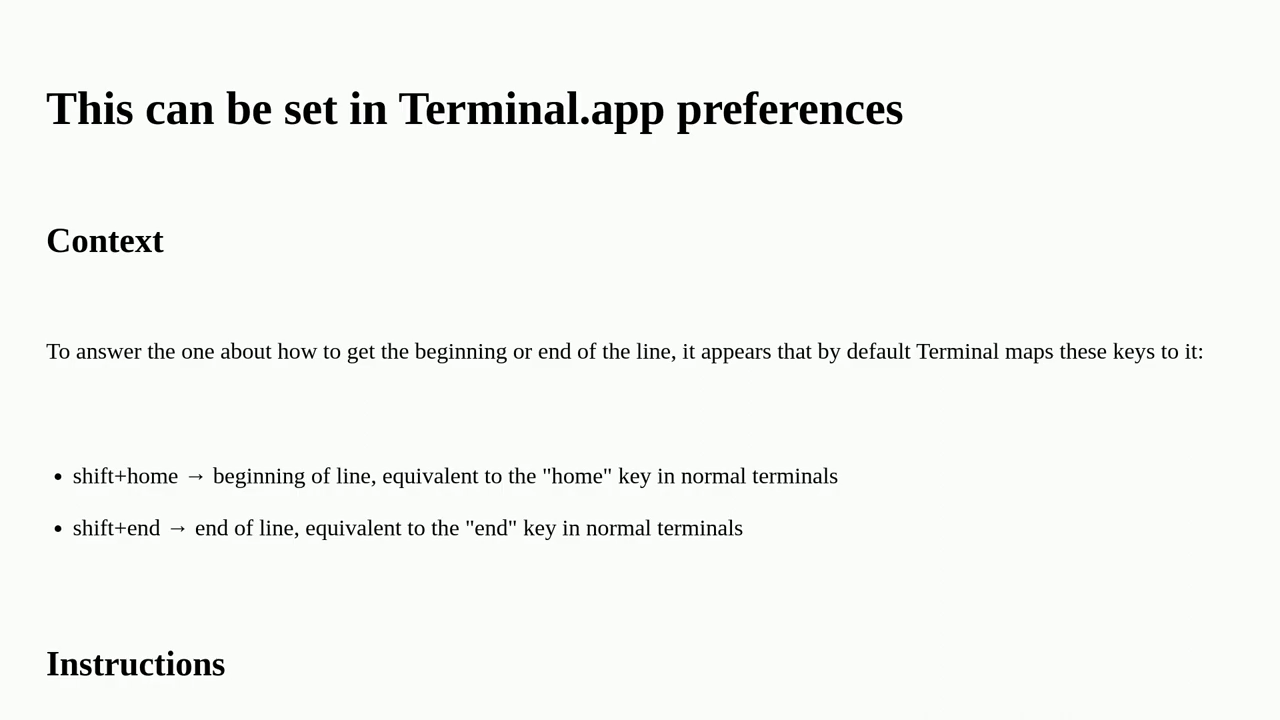 This can be set in Terminal.app preferences
Context
To answer the one about how to get the beginning or end of the line, it appears that by default Terminal maps these keys to it:
• shift+home → beginning of line, equivalent to the "home" key in normal terminals
• shift+end → end of line, equivalent to the "end" key in normal terminals
Instructions